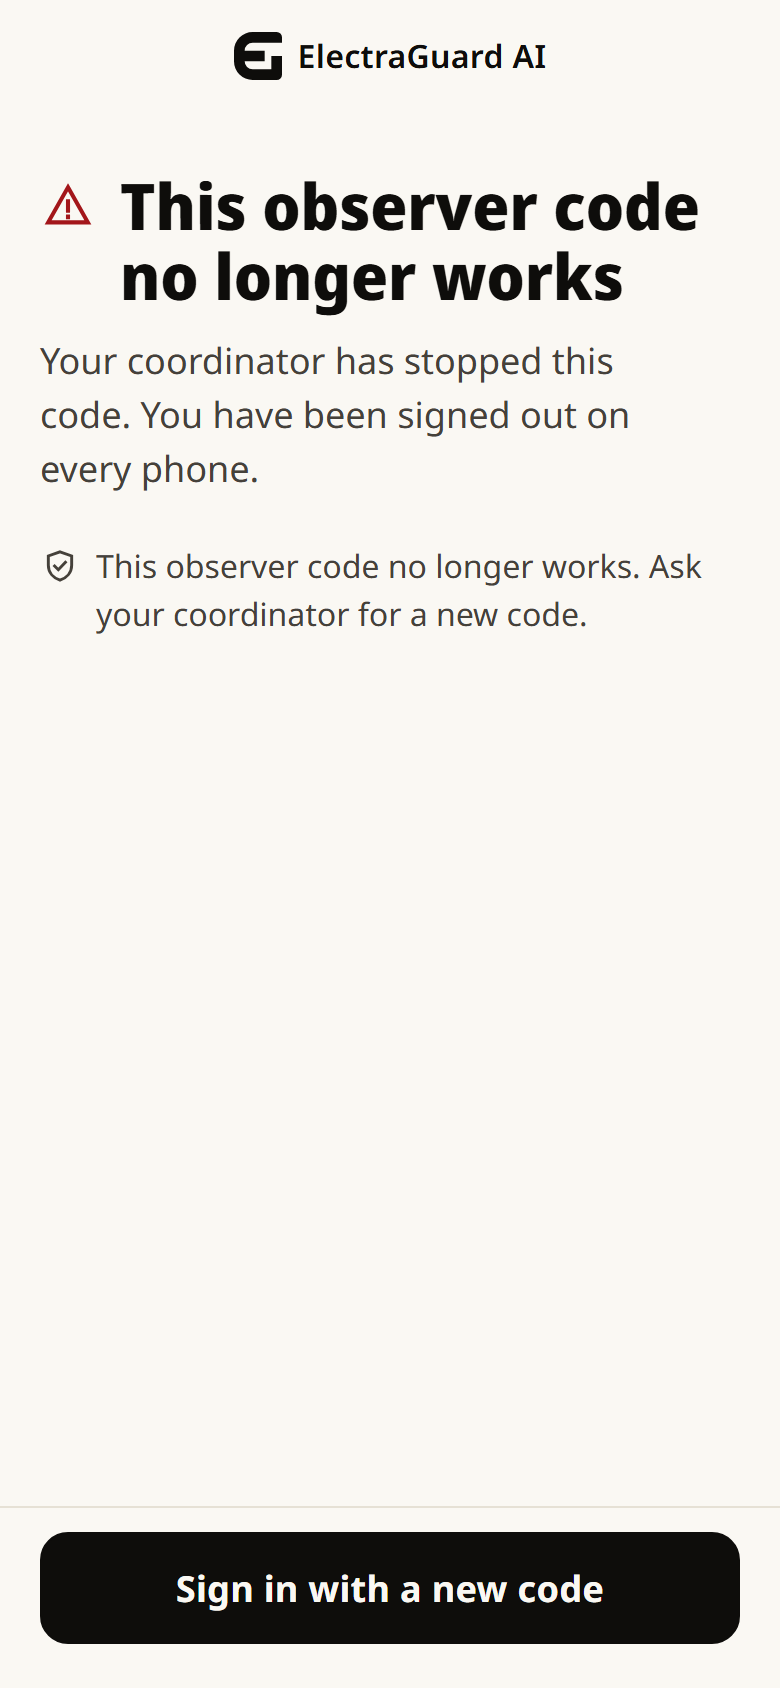 ElectraGuard AI
This observer code
no longer works
Your coordinator has stopped this
code. You have been signed out on
every phone.
This observer code no longer works. Ask
your coordinator for a new code.
Sign in with a new code